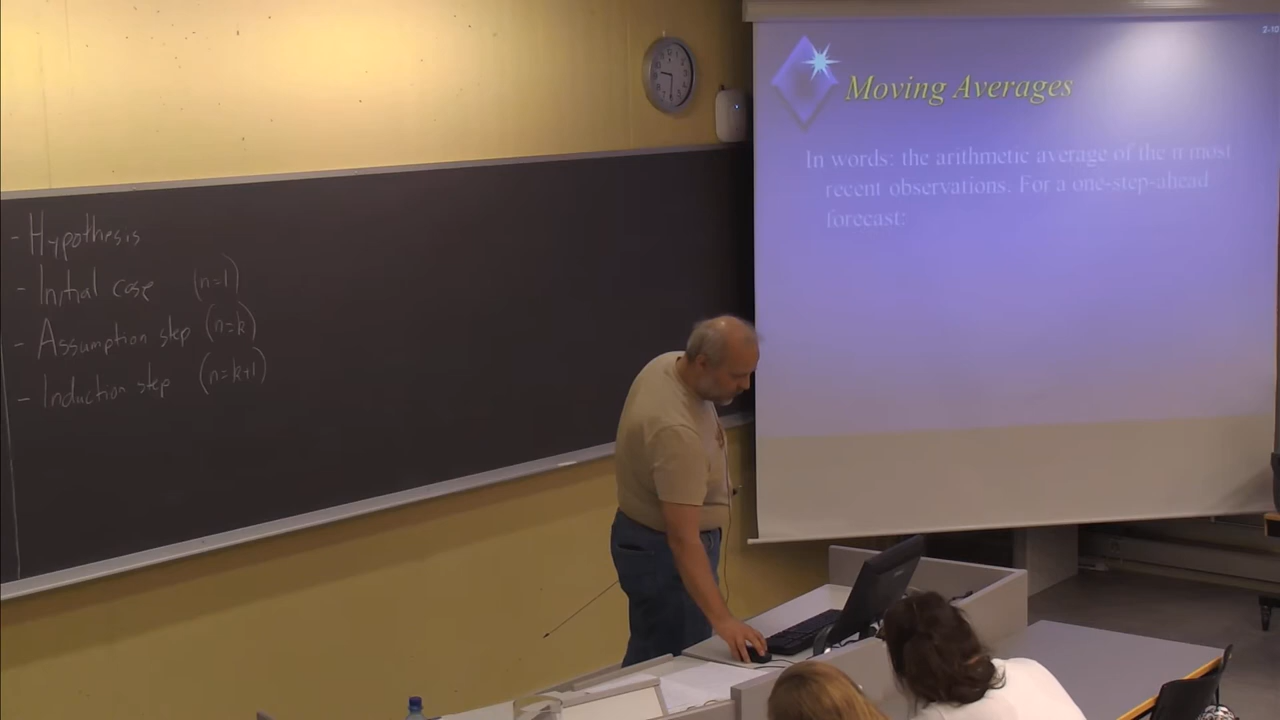 - Hypothesis
- Initial case (n=1)
- Assumption step (n=k)
- Induction step (n=k+1)
Moving Averages
In words: the arithmetic average of the n most
recent observations. For a one-step-ahead
forecast: